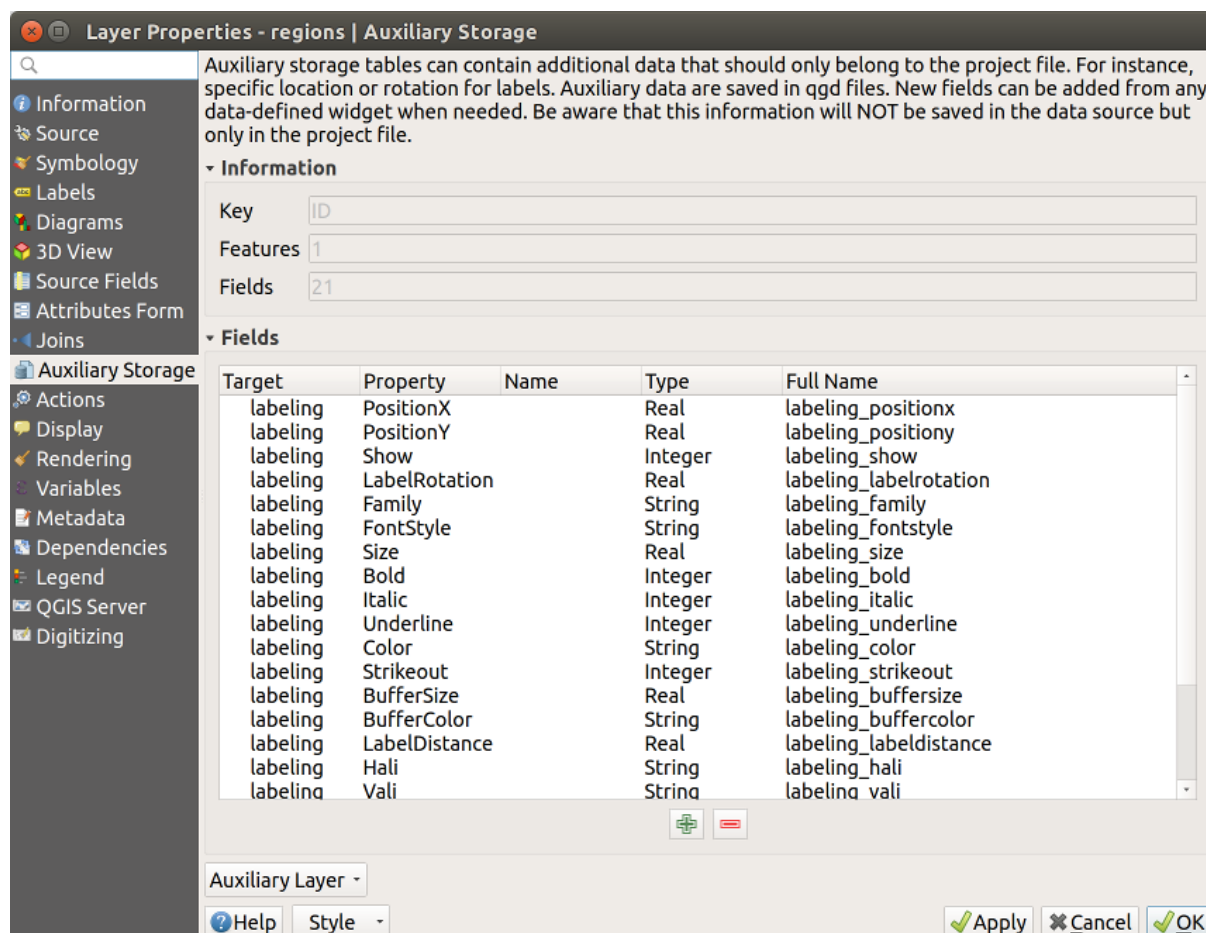 Layer Properties - regions | Auxiliary Storage
Information
Source
Symbology
Labels
Diagrams
3D View
Source Fields
Attributes Form
Joins
Auxiliary Storage
Actions
Display
Rendering
Variables
Metadata
Dependencies
Legend
QGIS Server
Digitizing
Auxiliary storage tables can contain additional data that should only belong to the project file. For instance,
specific location or rotation for labels. Auxiliary data are saved in qgd files. New fields can be added from any
data-defined widget when needed. Be aware that this information will NOT be saved in the data source but
only in the project file.
Information
Key ID
Features 1
Fields 21
Fields
Target Property Name Type Full Name
labeling PositionX Real labeling_positionx
labeling PositionY Real labeling_positiony
labeling Show Integer labeling_show
labeling LabelRotation Real labeling_labelrotation
labeling Family String labeling_family
labeling FontStyle String labeling_fontstyle
labeling Size Real labeling_size
labeling Bold Integer labeling_bold
labeling Italic Integer labeling_italic
labeling Underline Integer labeling_underline
labeling Color String labeling_color
labeling Strikeout Integer labeling_strikeout
labeling BufferSize Real labeling_buffersize
labeling BufferColor String labeling_buffercolor
labeling LabelDistance Real labeling_labeldistance
labeling Hali String labeling_hali
labeling Vali String labeling_vali
Auxiliary Layer
Help Style Apply Cancel OK